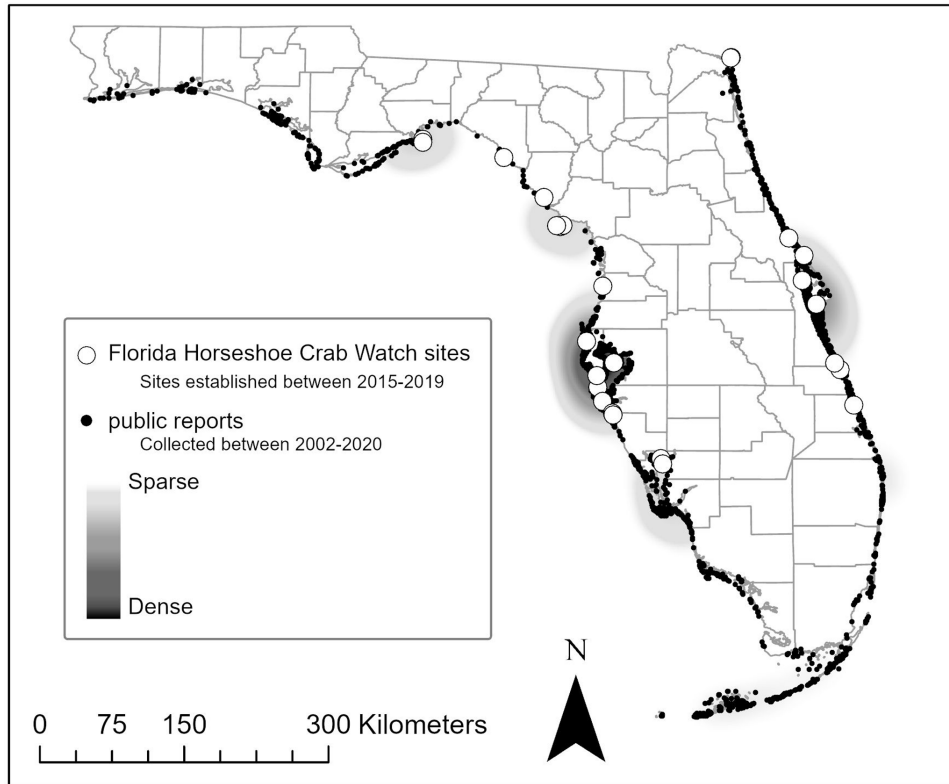 Florida Horseshoe Crab Watch sites
Sites established between 2015-2019
public reports
Collected between 2002-2020
Sparse
Dense
N
0 75 150 300 Kilometers